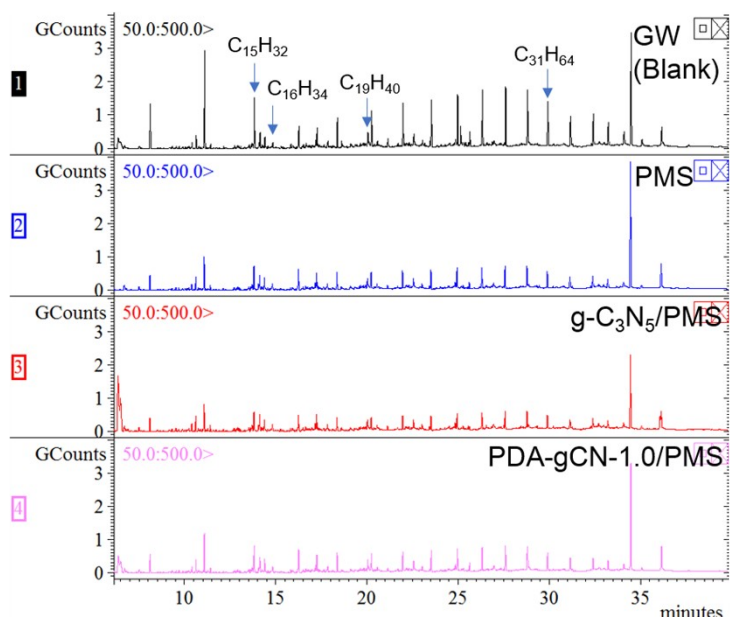 GCounts
50.0:500.0>
GW
(Blank)
C₁₅H₃₂
C₁₆H₃₄
C₁₉H₄₀
C₃₁H₆₄
1
3
2
1
0
GCounts
50.0:500.0>
PMS
2
3
2
1
0
GCounts
50.0:500.0>
g-C₃N₅/PMS
3
3
2
1
0
GCounts
50.0:500.0>
PDA-gCN-1.0/PMS
4
3
2
1
0
10 15 20 25 30 35
minutes